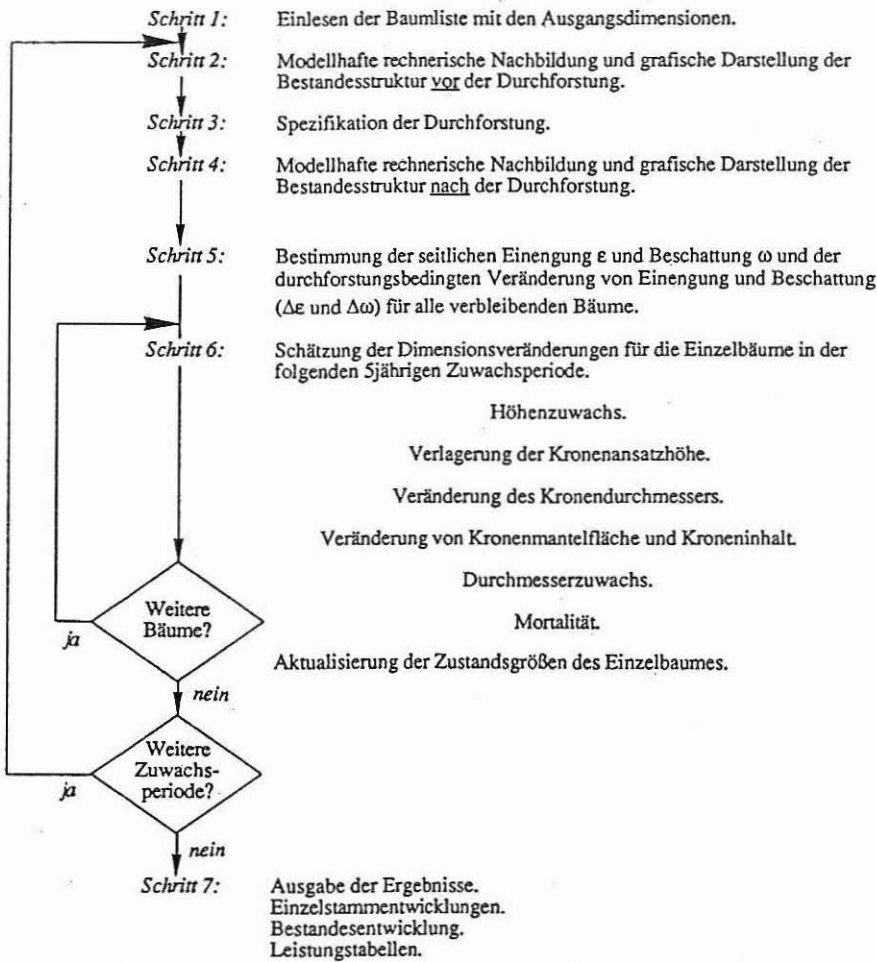 Schritt 1: Einlesen der Baumliste mit den Ausgangsdimensionen.
Schritt 2: Modellhafte rechnerische Nachbildung und grafische Darstellung der
Bestandesstruktur vor der Durchforstung.
Schritt 3: Spezifikation der Durchforstung.
Schritt 4: Modellhafte rechnerische Nachbildung und grafische Darstellung der
Bestandesstruktur nach der Durchforstung.
Schritt 5: Bestimmung der seitlichen Einengung ε und Beschattung ω und der
durchforstungsbedingten Veränderung von Einengung und Beschattung
(Δε und Δω) für alle verbleibenden Bäume.
Schritt 6: Schätzung der Dimensionsveränderungen für die Einzelbäume in der
folgenden 5jährigen Zuwachsperiode.
Höhenzuwachs.
Verlagerung der Kronenansatzhöhe.
Veränderung des Kronendurchmessers.
Veränderung von Kronenmantelfläche und Kroneninhalt.
Durchmesserzuwachs.
Mortalität.
Aktualisierung der Zustandsgrößen des Einzelbaumes.
Weitere
Bäume?
ja
nein
Weitere
Zuwachs-
periode?
ja
nein
Schritt 7: Ausgabe der Ergebnisse.
Einzelstammentwicklungen.
Bestandesentwicklung.
Leistungstabellen.